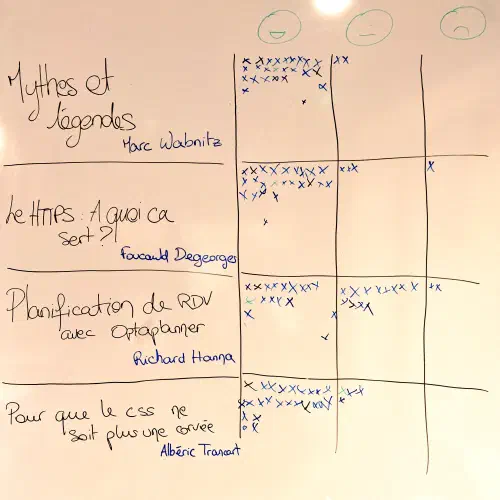 Mythes et
légendes
Marc Wabnitz
Le HTTPS : A quoi ca
sert ?!
Foucauld Degeorges
Planification de RDV
avec Optaplanner
Richard Hanna
Pour que le css ne
soit plus une corvée
Albéric Trancart